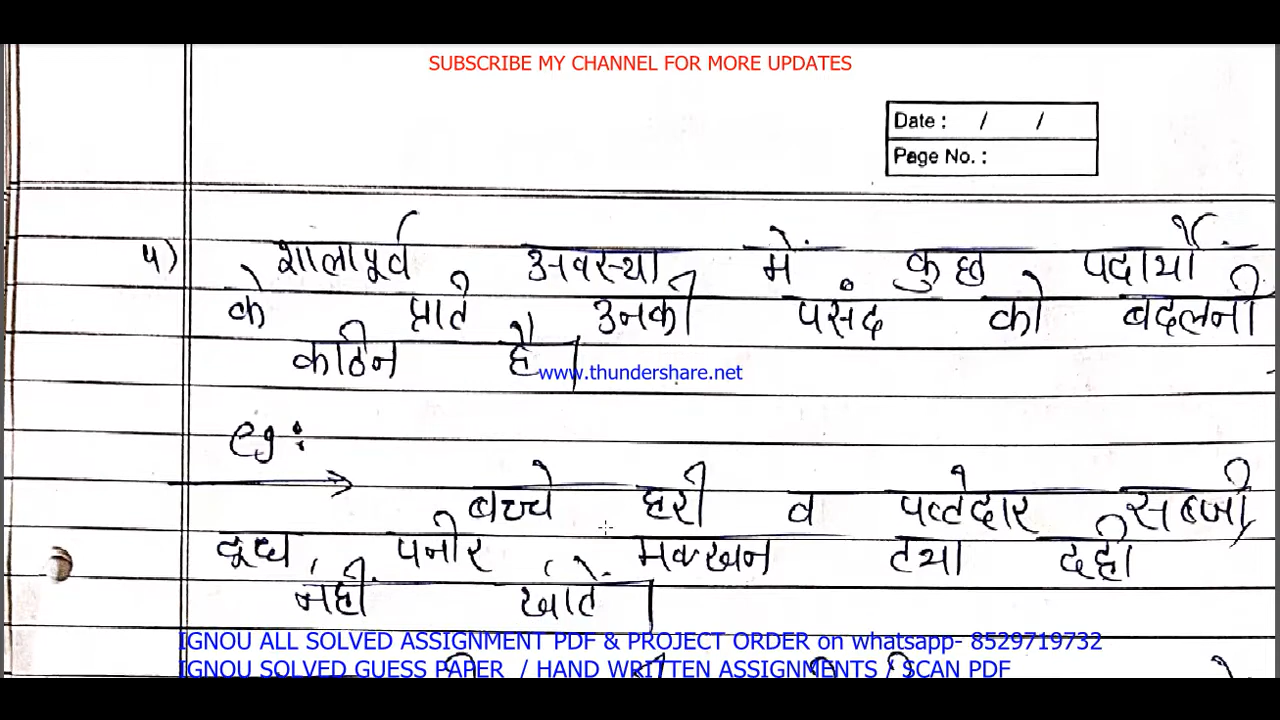 SUBSCRIBE MY CHANNEL FOR MORE UPDATES
Date : / /
Page No. :
५) शालापूर्व अवस्था में कुछ पदार्थों
के प्रति उनकी पसंद को बदलनी
कठिन है।
www.thundershare.net
eg:
→ बच्चे हरी व पत्तेदार सब्जी,
दूध, पनीर, मक्खन तथा दही
नहीं खाते।
IGNOU ALL SOLVED ASSIGNMENT PDF & PROJECT ORDER on whatsapp- 8529719732
IGNOU SOLVED GUESS PAPER / HAND WRITTEN ASSIGNMENTS / SCAN PDF